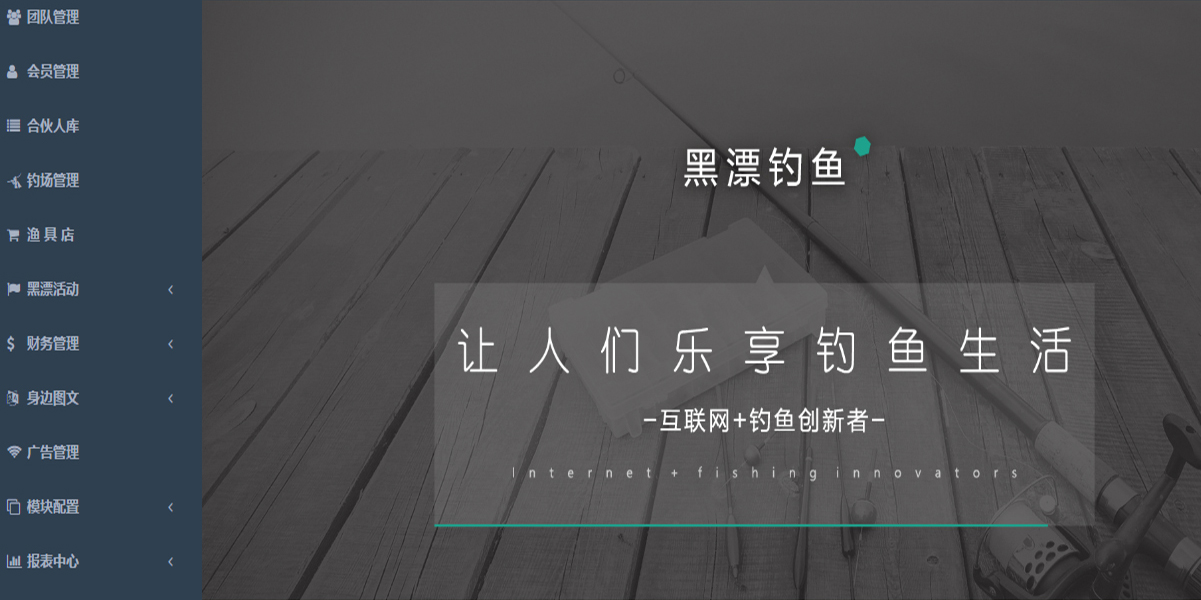 团队管理
会员管理
合伙人库
钓场管理
渔 具 店
黑漂活动
财务管理
身边图文
广告管理
模块配置
报表中心
黑漂钓鱼
让人们乐享钓鱼生活
–互联网+钓鱼创新者–
Internet + fishing innovators